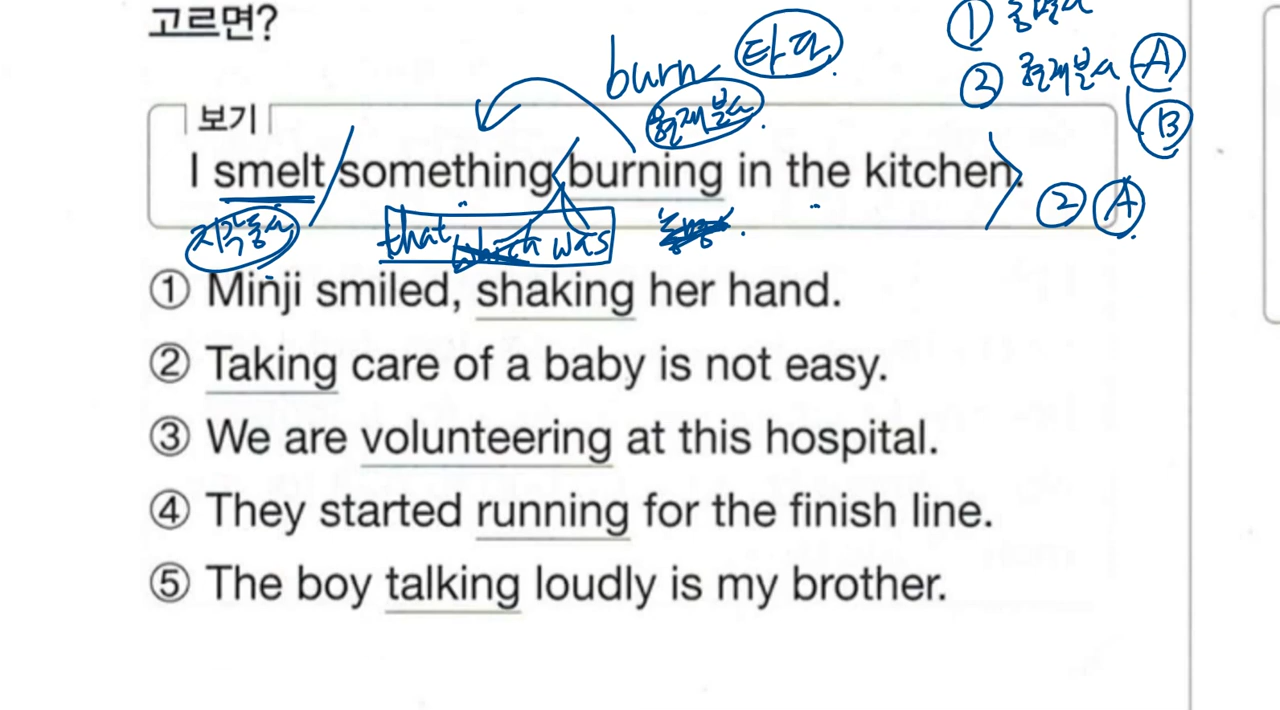 고르면?
① 동명사
② 현재분사 Ⓐ
Ⓑ
burn 타다.
현재분사.
보기
I smelt something burning in the kitchen.
② Ⓐ
지각동사
that which was
① Minji smiled, shaking her hand.
② Taking care of a baby is not easy.
③ We are volunteering at this hospital.
④ They started running for the finish line.
⑤ The boy talking loudly is my brother.